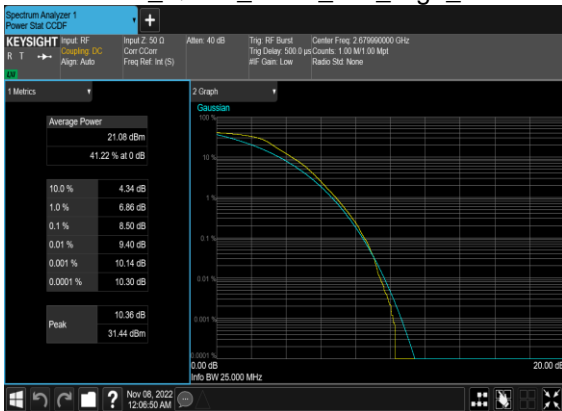 Spectrum Analyzer 1
Power Stat CCDF
+
KEYSIGHT
R T
LXI
Input: RF
Coupling: DC
Align: Auto
Input Z: 50 Ω
Corr CCorr
Freq Ref: Int (S)
Atten: 40 dB
Trig: RF Burst
Trig Delay: 500.0 µs
#IF Gain: Low
Center Freq: 2.679990000 GHz
Counts: 1.00 M/1.00 Mpt
Radio Std: None
1 Metrics
Average Power
21.08 dBm
41.22 % at 0 dB
10.0 % 4.34 dB
1.0 % 6.86 dB
0.1 % 8.50 dB
0.01 % 9.40 dB
0.001 % 10.14 dB
0.0001 % 10.30 dB
Peak
10.36 dB
31.44 dBm
2 Graph
Gaussian
100 %
10 %
1 %
0.1 %
0.01 %
0.001 %
0.0001 %
0.00 dB
20.00 dB
Info BW 25.000 MHz
?
Nov 08, 2022
12:06:50 AM